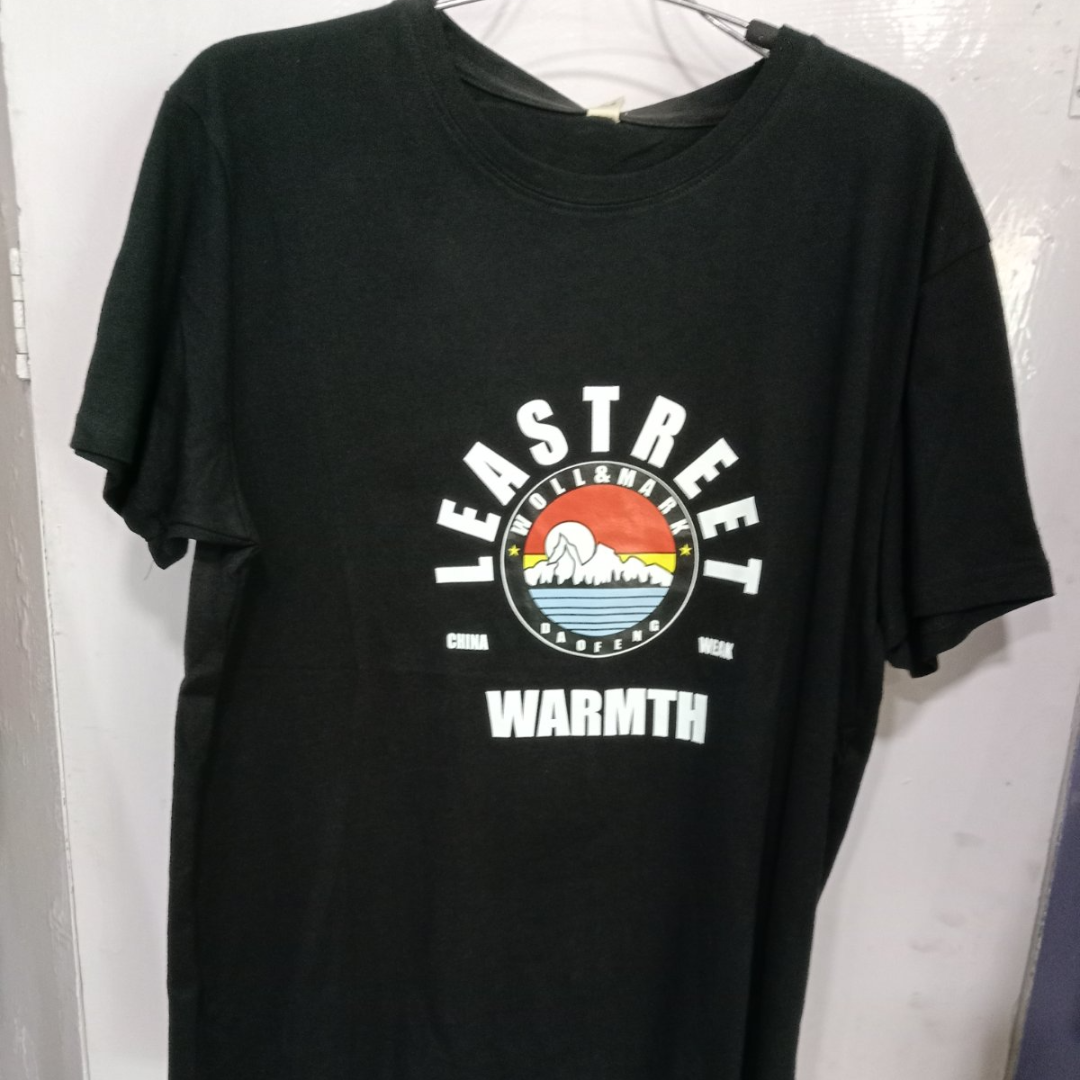 LEASTREET
WOLL&MARK
DAOFENG
CHINA
WEAK
WARMTH